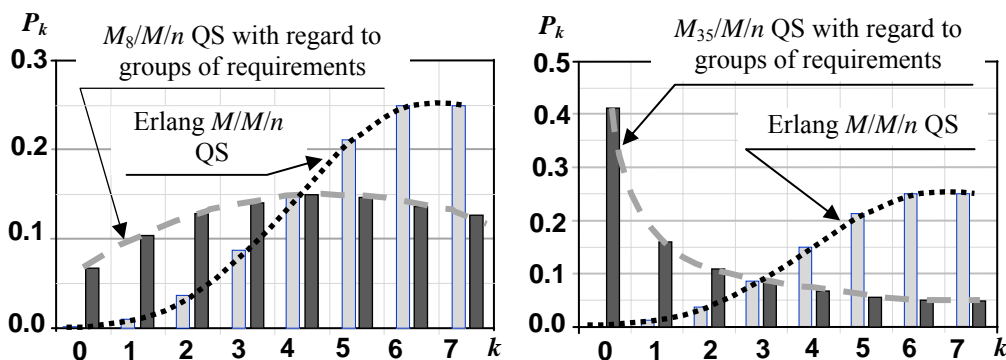 P_k
M_8/M/n QS with regard to
groups of requirements
0.3
Erlang M/M/n
QS
0.2
0.1
0.0
0 1 2 3 4 5 6 7 k
P_k
M_35/M/n QS with regard to
groups of requirements
0.5
Erlang M/M/n QS
0.4
0.3
0.2
0.1
0.0
0 1 2 3 4 5 6 7 k